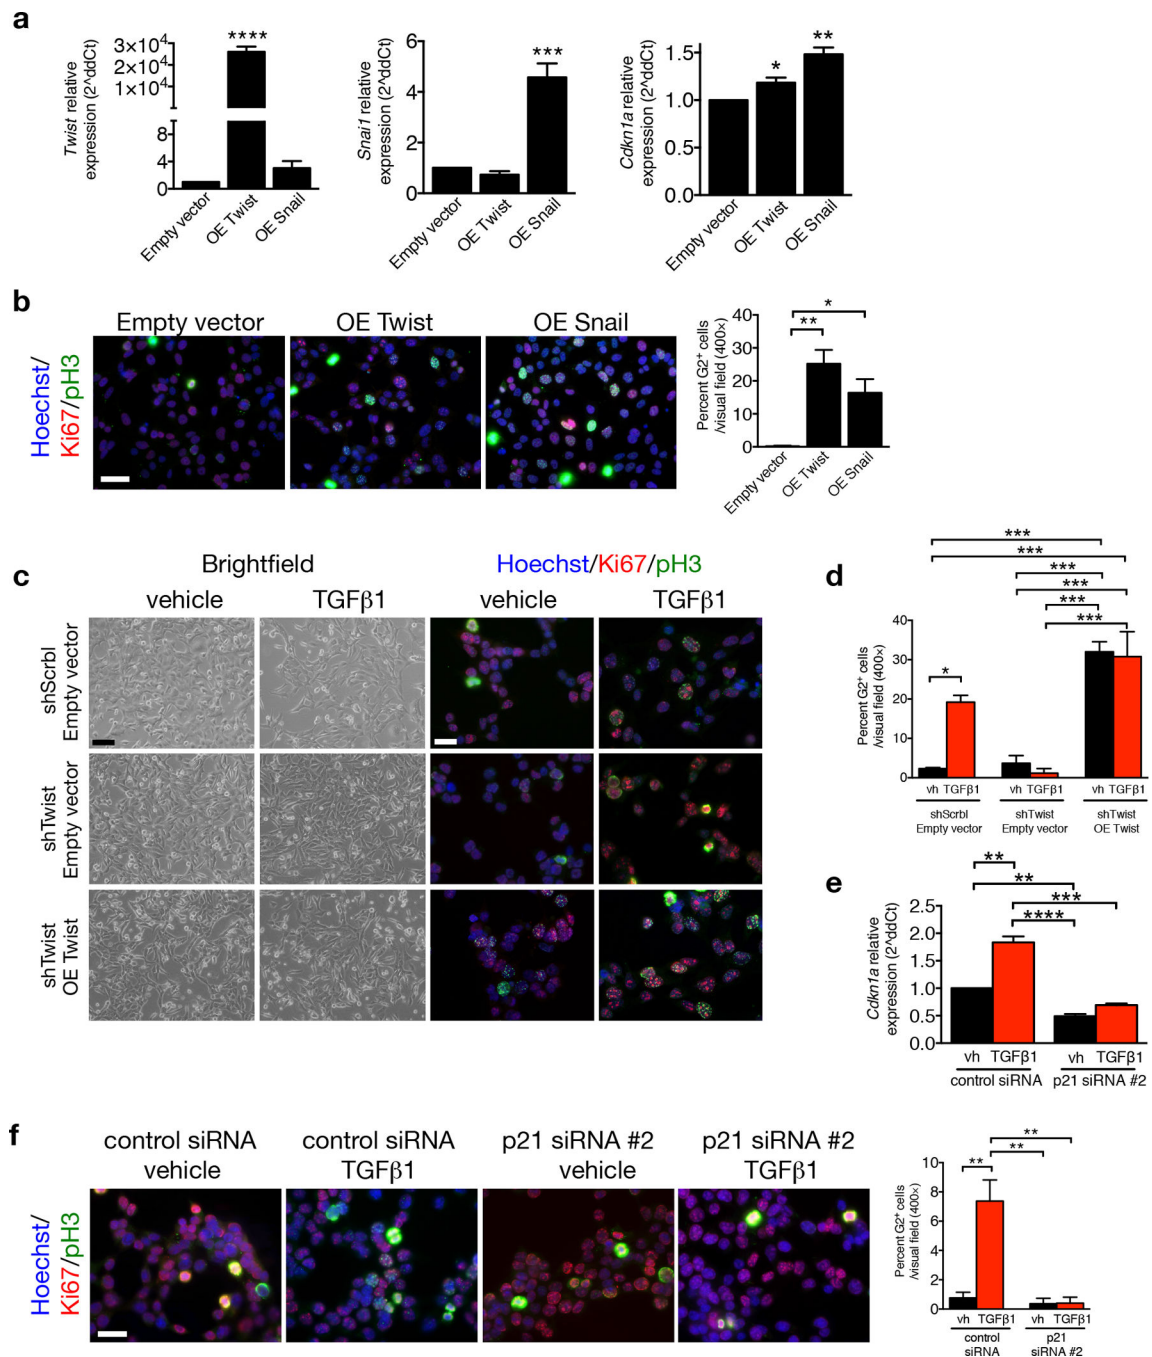 a
Twist relative
expression (2^ddCt)
3×10⁴
2×10⁴
1×10⁴
8
4
0
****
Empty vector
OE Twist
OE Snail
Snai1 relative
expression (2^ddCt)
6
4
2
0
***
Empty vector
OE Twist
OE Snail
Cdkn1a relative
expression (2^ddCt)
1.5
1.0
1.5
0.0
*
**
Empty vector
OE Twist
OE Snail
b
Empty vector
OE Twist
OE Snail
Hoechst/
Ki67/pH3
Percent G2⁺ cells
/visual field (400×)
40
30
20
10
0
**
*
Empty vector
OE Twist
OE Snail
c
Brightfield
Hoechst/Ki67/pH3
vehicle
TGFβ1
vehicle
TGFβ1
shScrbl
Empty vector
shTwist
Empty vector
shTwist
OE Twist
d
***
***
***
***
***
***
*
Percent G2⁺ cells
/visual field (400×)
40
30
20
10
0
vh TGFβ1
vh TGFβ1
vh TGFβ1
shScrbl
Empty vector
shTwist
Empty vector
shTwist
OE Twist
e
**
**
***
****
Cdkn1a relative
expression (2^ddCt)
2.5
2.0
1.5
1.0
0.5
0.0
vh TGFβ1
vh TGFβ1
control siRNA
p21 siRNA #2
f
control siRNA
vehicle
control siRNA
TGFβ1
p21 siRNA #2
vehicle
p21 siRNA #2
TGFβ1
Hoechst/
Ki67/pH3
Percent G2⁺ cells
/visual field (400×)
10
8
6
4
2
0
**
**
**
vh TGFβ1
vh TGFβ1
control
siRNA
p21
siRNA #2